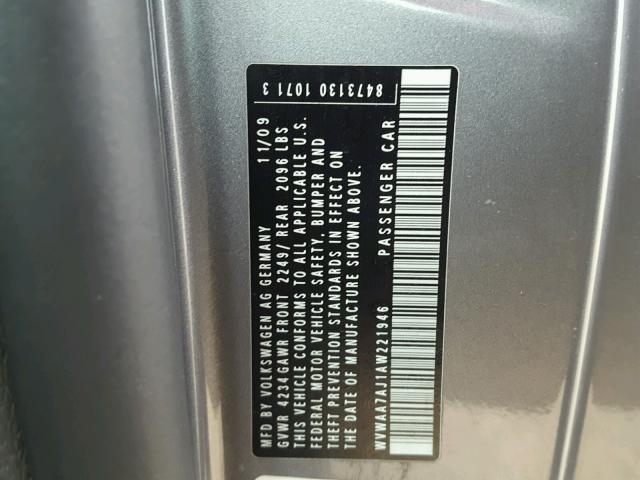 MFD BY VOLKSWAGEN AG GERMANY 11/09
GVWR 4234GAWR FRONT 2249/ REAR 2096 LBS
THIS VEHICLE CONFORMS TO ALL APPLICABLE U.S.
FEDERAL MOTOR VEHICLE SAFETY, BUMPER AND
THEFT PREVENTION STANDARDS IN EFFECT ON
THE DATE OF MANUFACTURE SHOWN ABOVE.
WVWAA7AJ1AW221946 PASSENGER CAR
8473130 1071 3